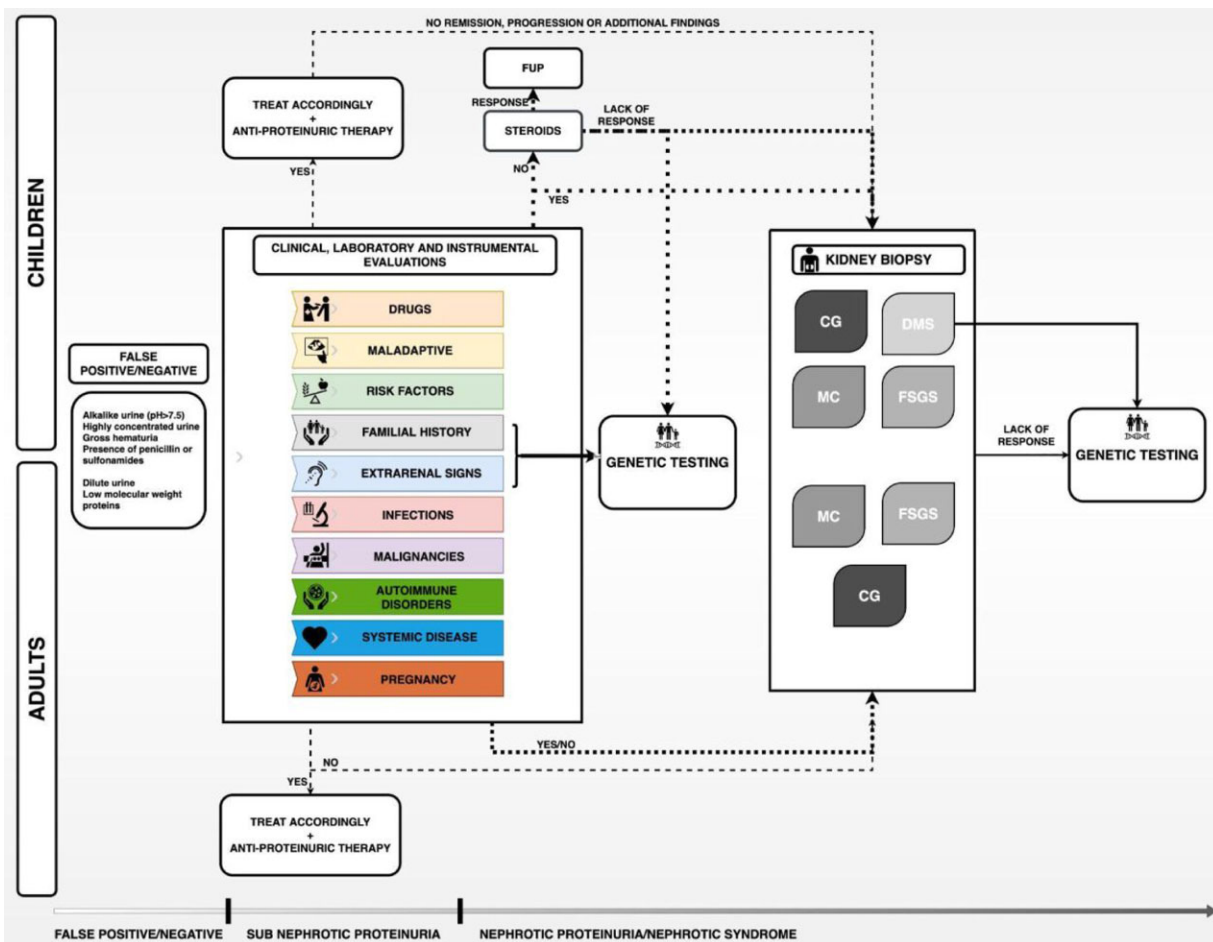 NO REMISSION, PROGRESSION OR ADDITIONAL FINDINGS
CHILDREN
ADULTS
TREAT ACCORDINGLY
+
ANTI-PROTEINURIC THERAPY
YES
FUP
RESPONSE
STEROIDS
LACK OF
RESPONSE
NO
YES
CLINICAL, LABORATORY AND INSTRUMENTAL
EVALUATIONS
DRUGS
MALADAPTIVE
RISK FACTORS
FAMILIAL HISTORY
EXTRARENAL SIGNS
INFECTIONS
MALIGNANCIES
AUTOIMMUNE
DISORDERS
SYSTEMIC DISEASE
PREGNANCY
FALSE
POSITIVE/NEGATIVE
Alkalike urine (pH>7.5)
Highly concentrated urine
Gross hematuria
Presence of penicillin or
sulfonamides
Dilute urine
Low molecular weight
proteins
GENETIC TESTING
KIDNEY BIOPSY
CG
DMS
MC
FSGS
MC
FSGS
CG
LACK OF
RESPONSE
GENETIC TESTING
YES/NO
NO
YES
TREAT ACCORDINGLY
+
ANTI-PROTEINURIC THERAPY
FALSE POSITIVE/NEGATIVE
SUB NEPHROTIC PROTEINURIA
NEPHROTIC PROTEINURIA/NEPHROTIC SYNDROME